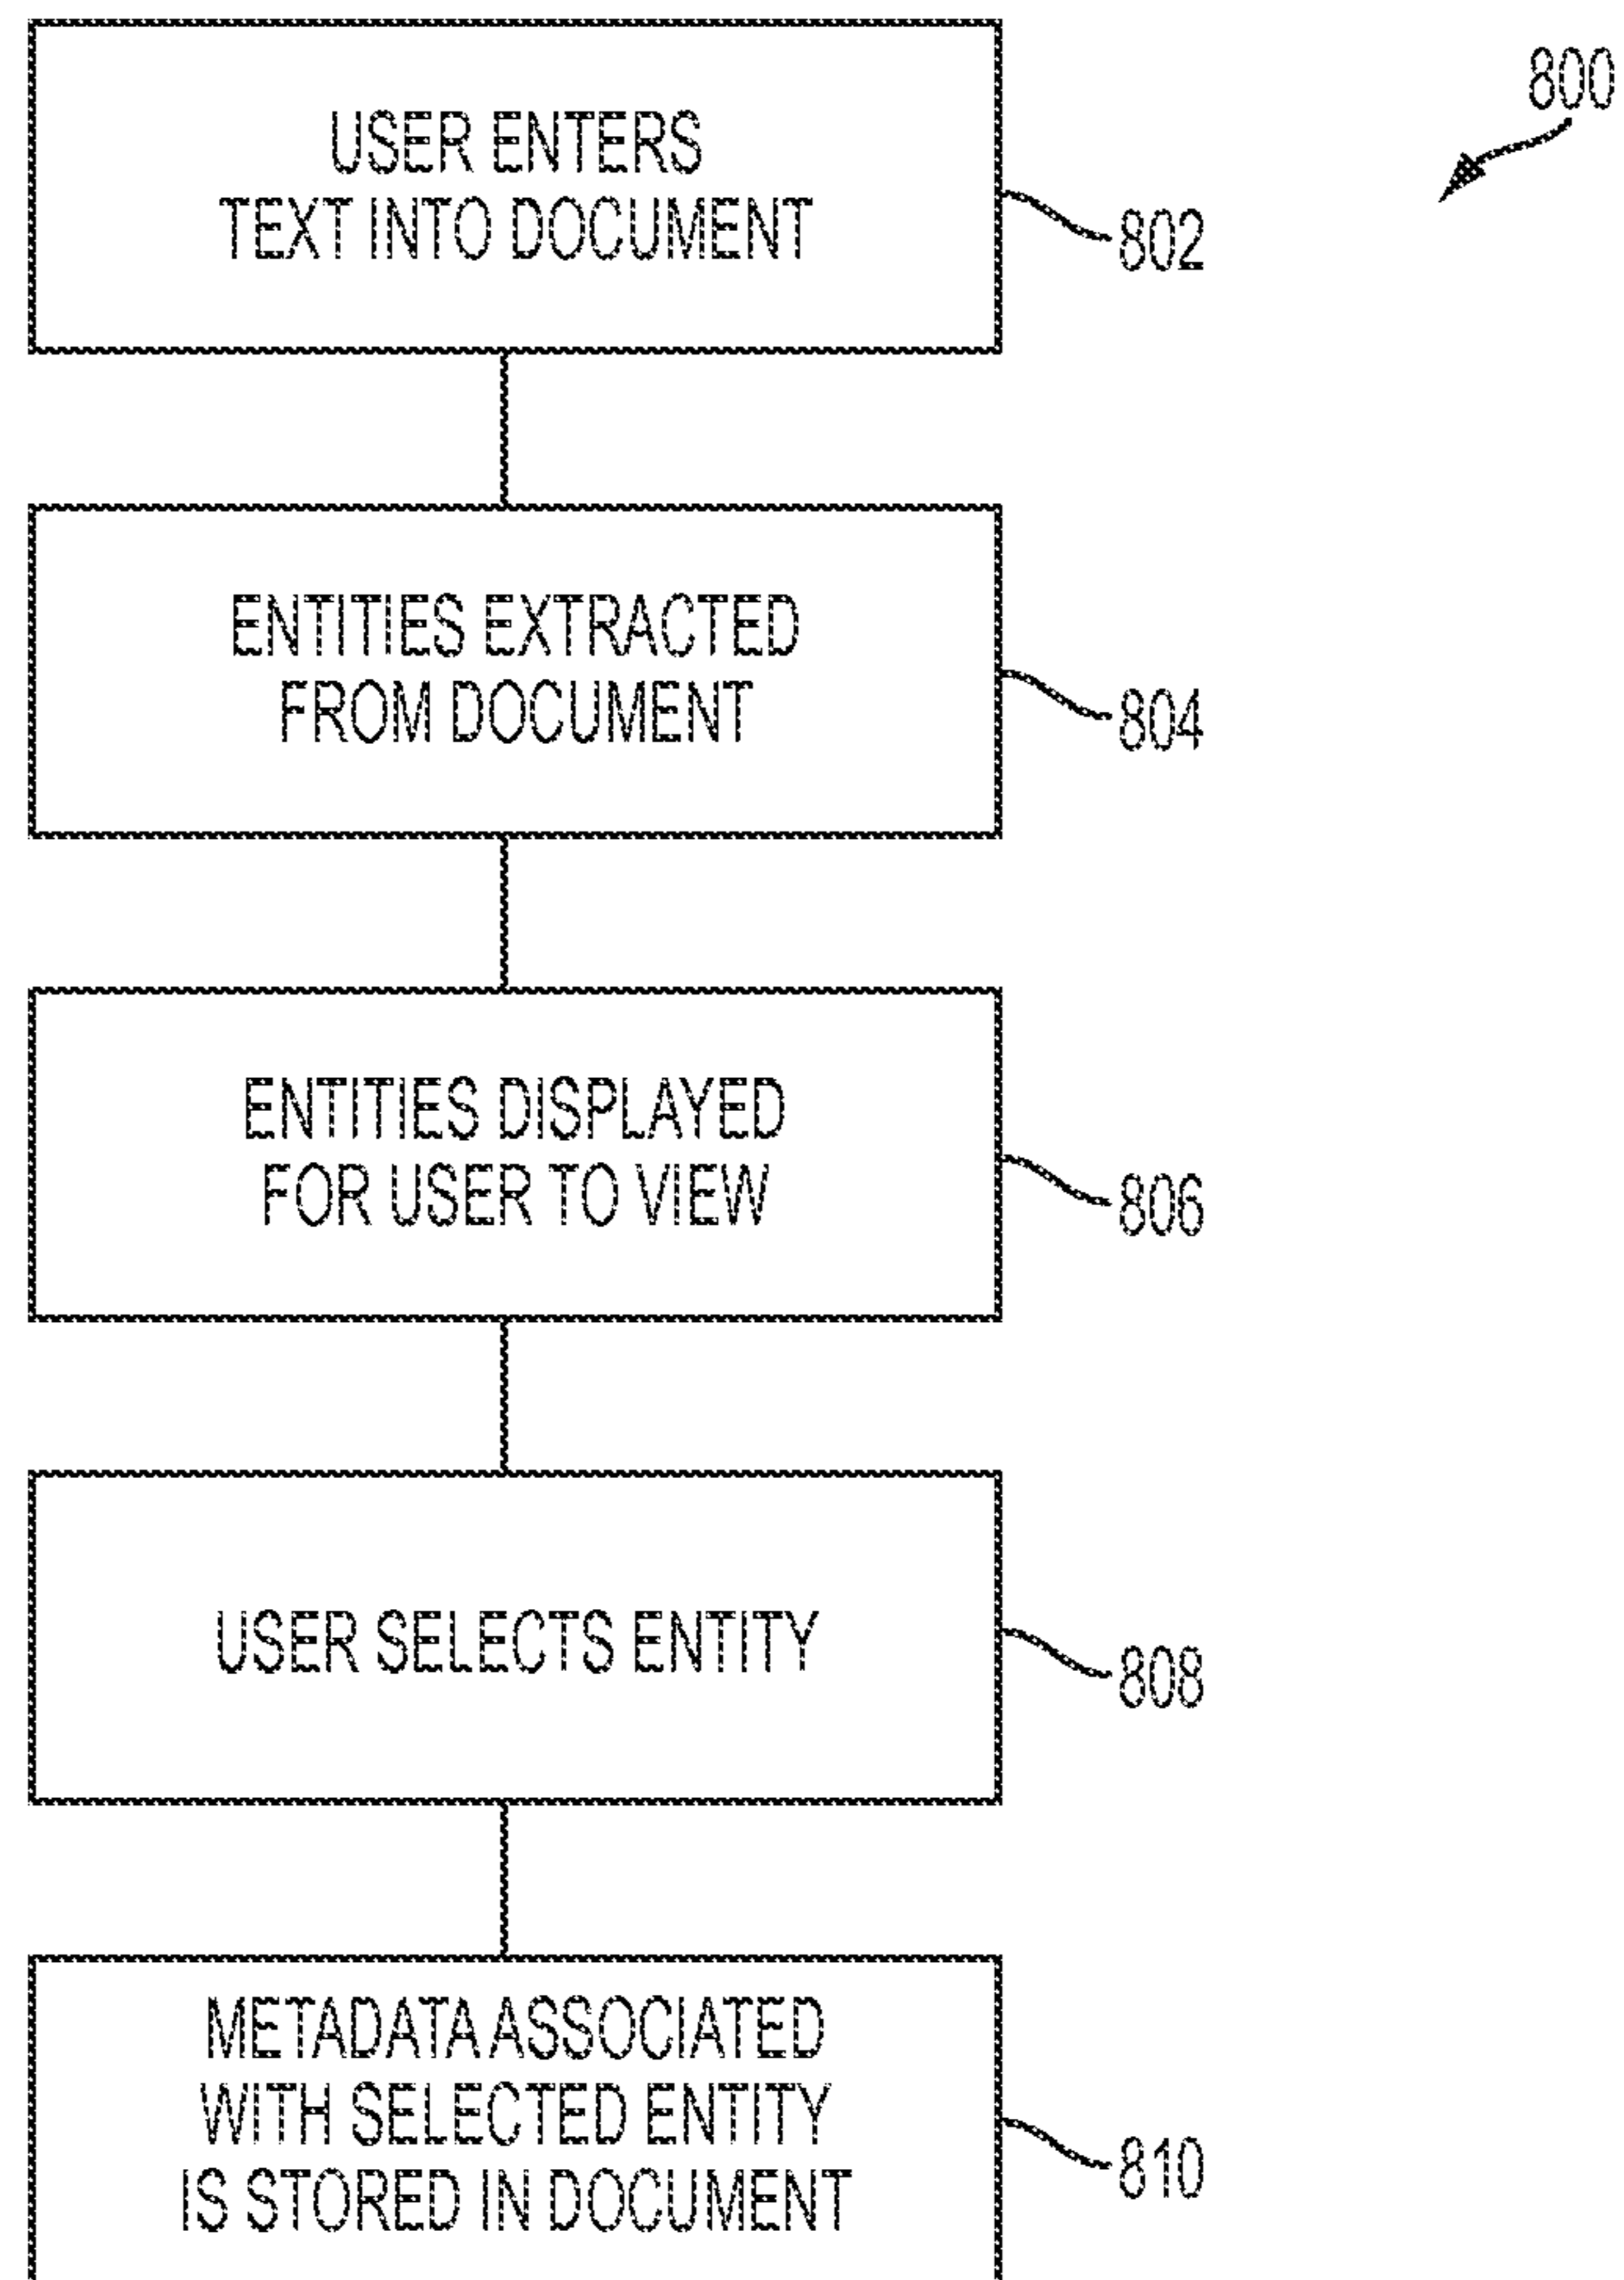 800
USER ENTERS
TEXT INTO DOCUMENT
802
ENTITIES EXTRACTED
FROM DOCUMENT
804
ENTITIES DISPLAYED
FOR USER TO VIEW
806
USER SELECTS ENTITY
808
METADATA ASSOCIATED
WITH SELECTED ENTITY
IS STORED IN DOCUMENT
810